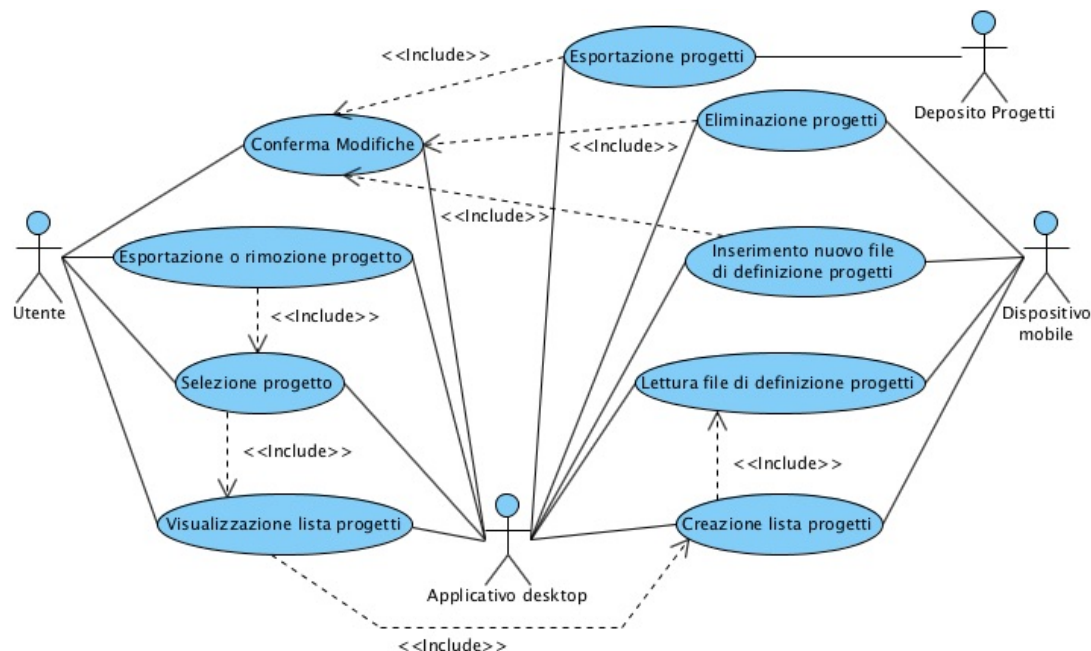 <<Include>>
Esportazione progetti
Deposito Progetti
Eliminazione progetti
Conferma Modifiche
<<Include>>
<<Include>>
Esportazione o rimozione progetto
Inserimento nuovo file
di definizione progetti
Utente
Dispositivo
mobile
<<Include>>
Selezione progetto
Lettura file di definizione progetti
<<Include>>
<<Include>>
Visualizzazione lista progetti
Creazione lista progetti
Applicativo desktop
<<Include>>